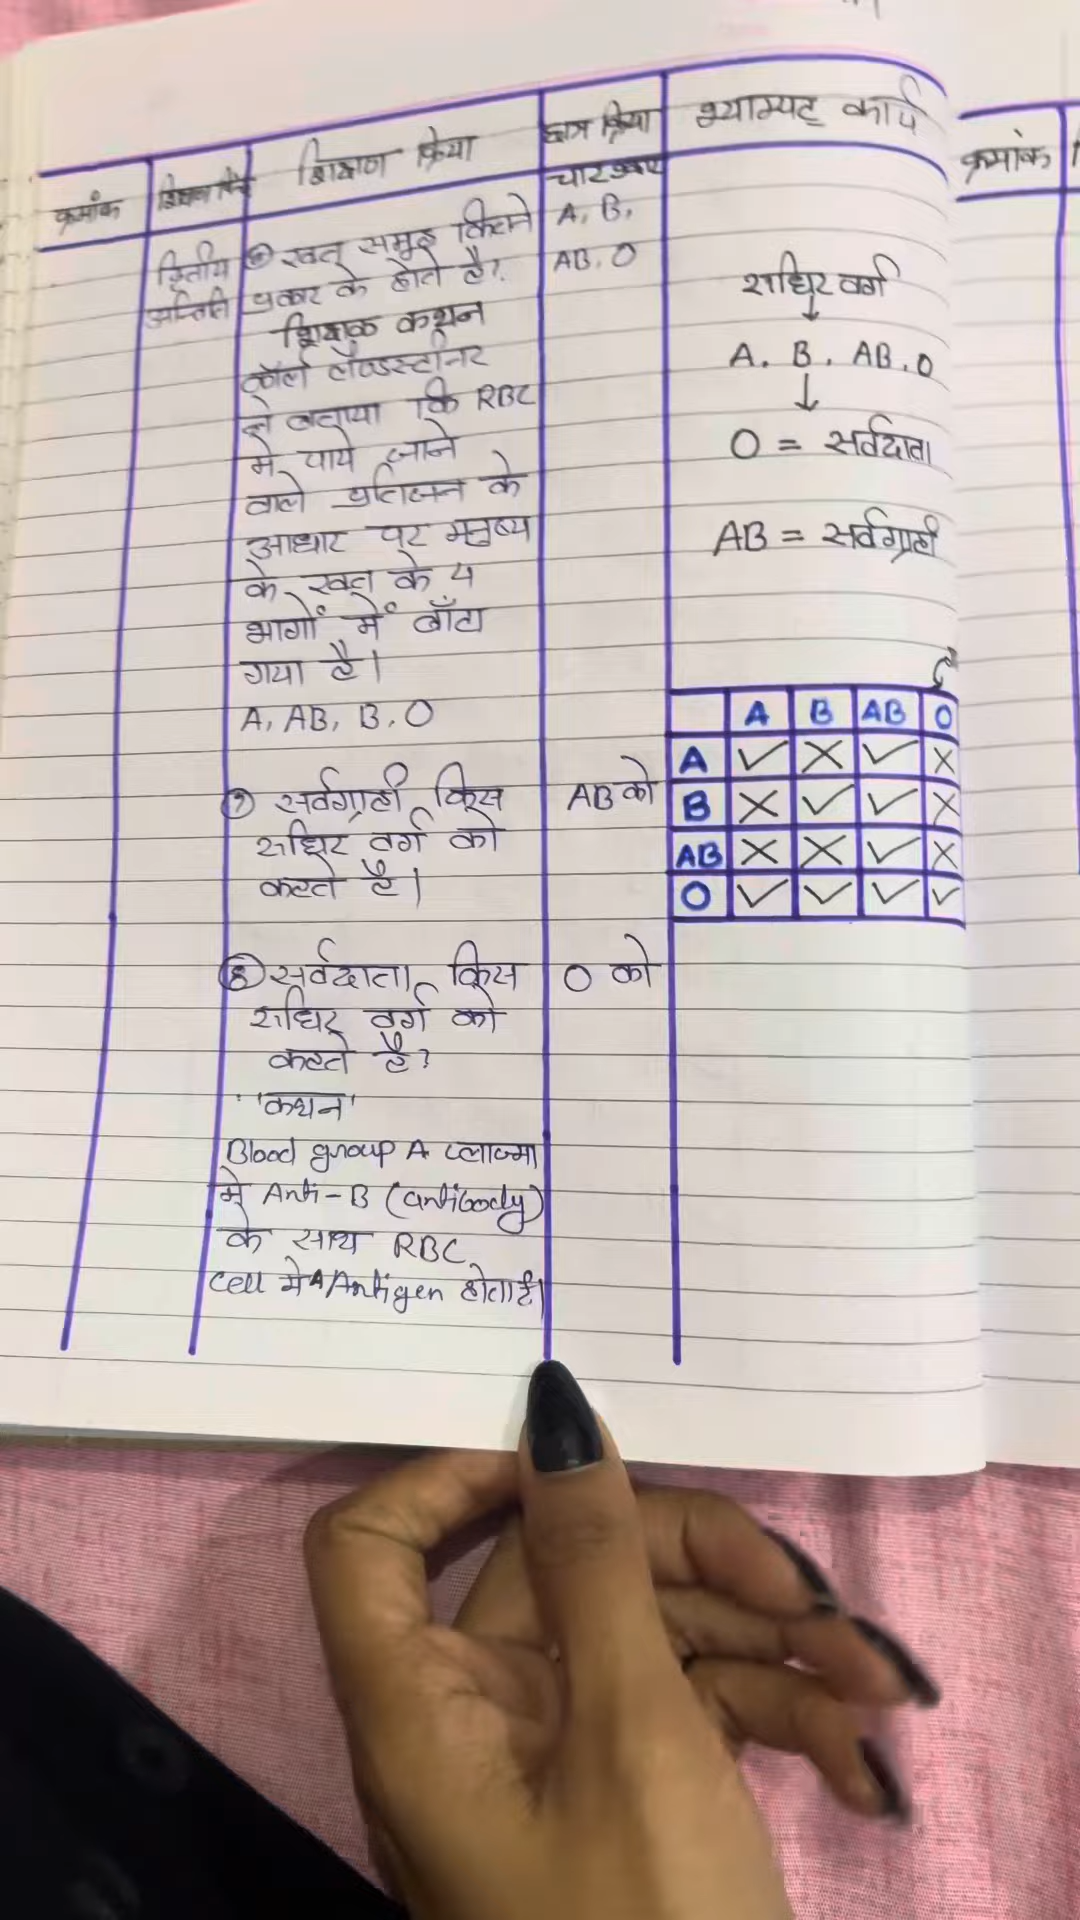 क्रमांक
शिक्षण बिंदु
शिक्षण क्रिया
छात्र क्रिया
श्यामपट् कार्य
द्वितीय
अन्विति
⑥ रक्त समूह कितने
प्रकार के होते है?
शिक्षक कथन
कार्ल लैण्डस्टीनर
ने बताया कि RBC
मे पाये जाने
वाले प्रतिजन के
आधार पर मनुष्य
के रक्त के 4
भागों में बाँटा
गया है।
A, AB, B, O
⑦ सर्वग्राही किस
रूधिर वर्ग को
कहते है।
⑧ सर्वदाता किस
रूधिर वर्ग को
कहते है?
'कथन'
Blood group A प्लाज्मा
मे Anti-B (antibody)
के साथ RBC
cell मे A Antigen होता है।
चार प्रकार
A, B,
AB, O
AB को
O को
रूधिर वर्ग
↓
A, B, AB, O
↓
O = सर्वदाता
AB = सर्वग्राही
A B AB O
A ✓ × ✓ ×
B × ✓ ✓ ×
AB × × ✓ ×
O ✓ ✓ ✓ ✓
क्रमांक